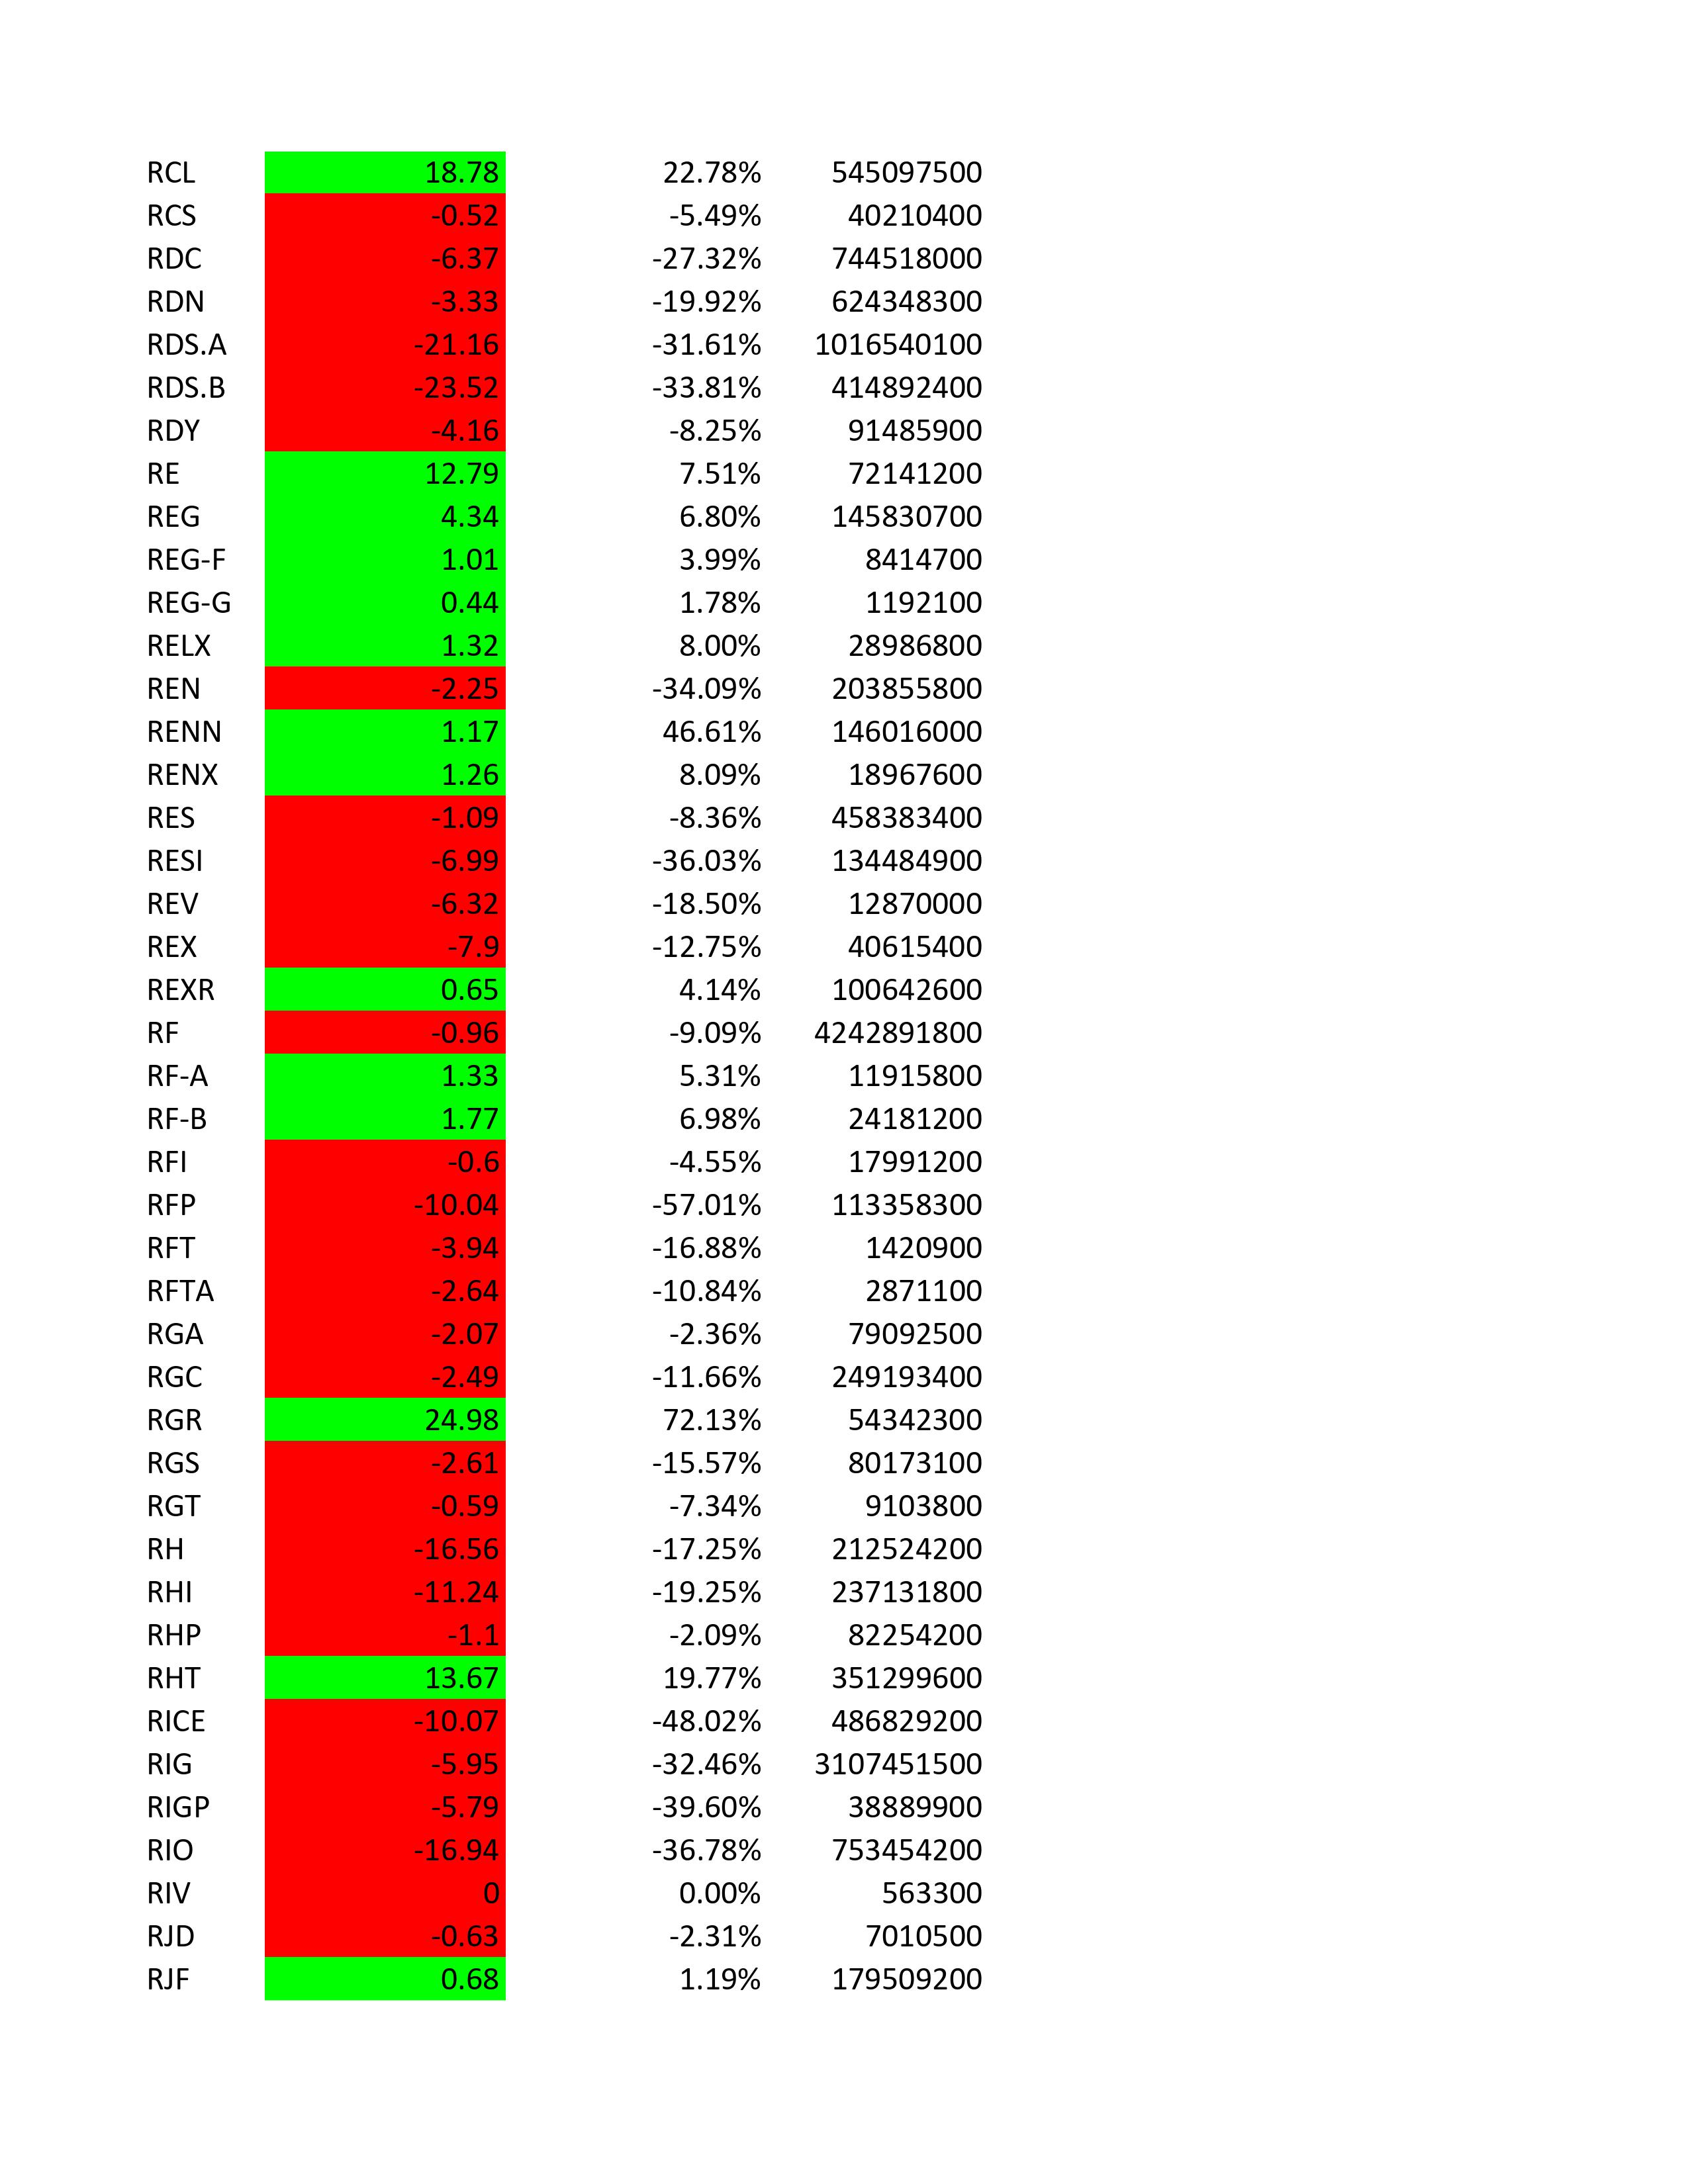 RCL 18.78 22.78% 545097500
RCS -0.52 -5.49% 40210400
RDC -6.37 -27.32% 744518000
RDN -3.33 -19.92% 624348300
RDS.A -21.16 -31.61% 1016540100
RDS.B -23.52 -33.81% 414892400
RDY -4.16 -8.25% 91485900
RE 12.79 7.51% 72141200
REG 4.34 6.80% 145830700
REG-F 1.01 3.99% 8414700
REG-G 0.44 1.78% 1192100
RELX 1.32 8.00% 28986800
REN -2.25 -34.09% 203855800
RENN 1.17 46.61% 146016000
RENX 1.26 8.09% 18967600
RES -1.09 -8.36% 458383400
RESI -6.99 -36.03% 134484900
REV -6.32 -18.50% 12870000
REX -7.9 -12.75% 40615400
REXR 0.65 4.14% 100642600
RF -0.96 -9.09% 4242891800
RF-A 1.33 5.31% 11915800
RF-B 1.77 6.98% 24181200
RFI -0.6 -4.55% 17991200
RFP -10.04 -57.01% 113358300
RFT -3.94 -16.88% 1420900
RFTA -2.64 -10.84% 2871100
RGA -2.07 -2.36% 79092500
RGC -2.49 -11.66% 249193400
RGR 24.98 72.13% 54342300
RGS -2.61 -15.57% 80173100
RGT -0.59 -7.34% 9103800
RH -16.56 -17.25% 212524200
RHI -11.24 -19.25% 237131800
RHP -1.1 -2.09% 82254200
RHT 13.67 19.77% 351299600
RICE -10.07 -48.02% 486829200
RIG -5.95 -32.46% 3107451500
RIGP -5.79 -39.60% 38889900
RIO -16.94 -36.78% 753454200
RIV 0 0.00% 563300
RJD -0.63 -2.31% 7010500
RJF 0.68 1.19% 179509200